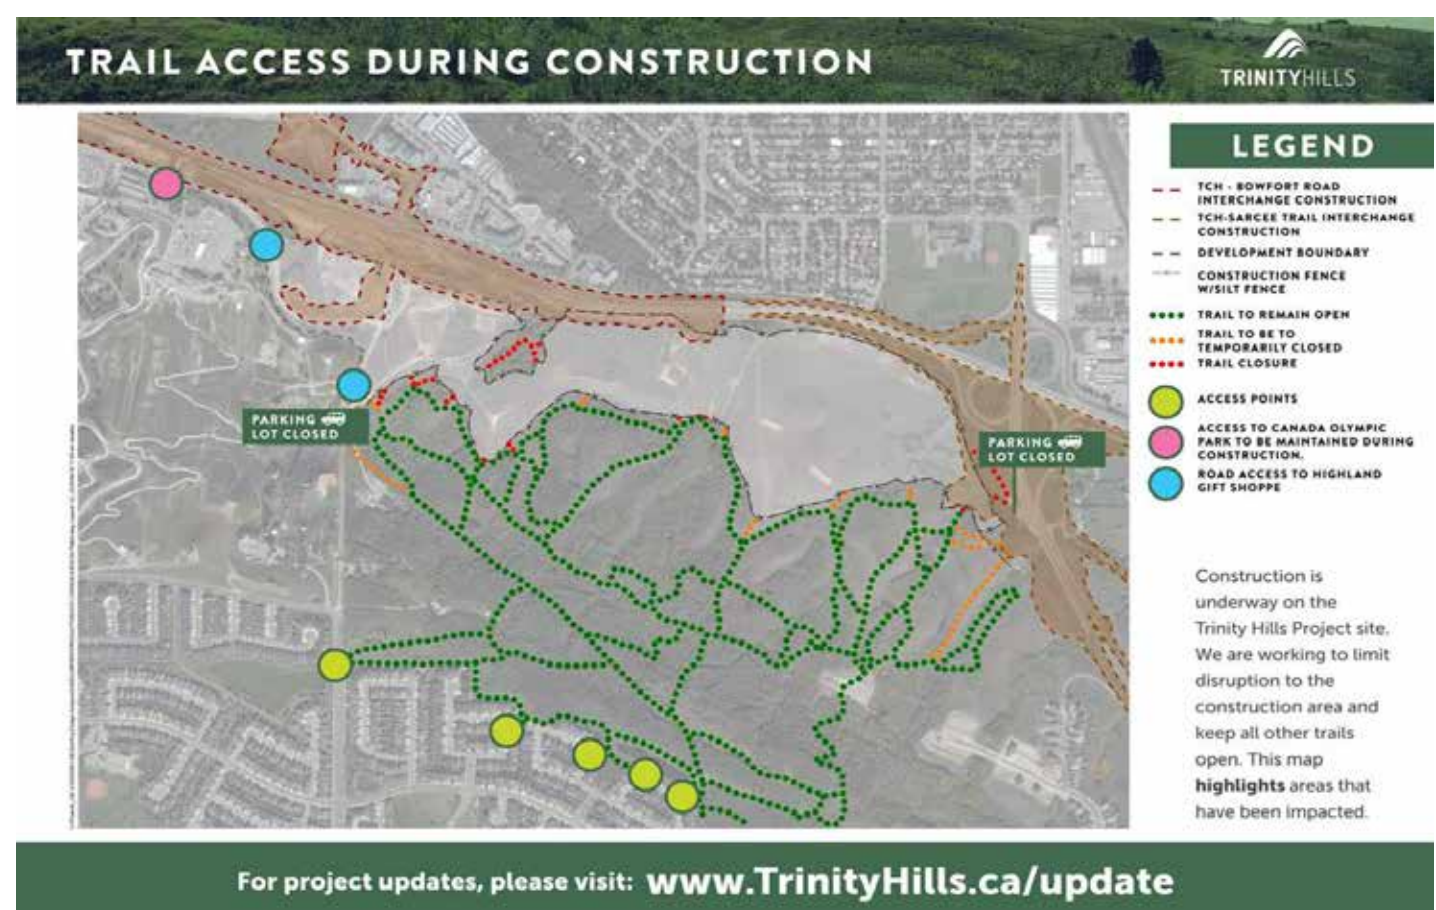 TRAIL ACCESS DURING CONSTRUCTION
TRINITYHILLS
PARKING
LOT CLOSED
PARKING
LOT CLOSED
LEGEND
TCH - BOWFORT ROAD
INTERCHANGE CONSTRUCTION
TCH-SARCEE TRAIL INTERCHANGE
CONSTRUCTION
DEVELOPMENT BOUNDARY
CONSTRUCTION FENCE
W/SILT FENCE
TRAIL TO REMAIN OPEN
TRAIL TO BE TO
TEMPORARILY CLOSED
TRAIL CLOSURE
ACCESS POINTS
ACCESS TO CANADA OLYMPIC
PARK TO BE MAINTAINED DURING
CONSTRUCTION.
ROAD ACCESS TO HIGHLAND
GIFT SHOPPE
Construction is
underway on the
Trinity Hills Project site.
We are working to limit
disruption to the
construction area and
keep all other trails
open. This map
highlights areas that
have been impacted.
For project updates, please visit: www.TrinityHills.ca/update